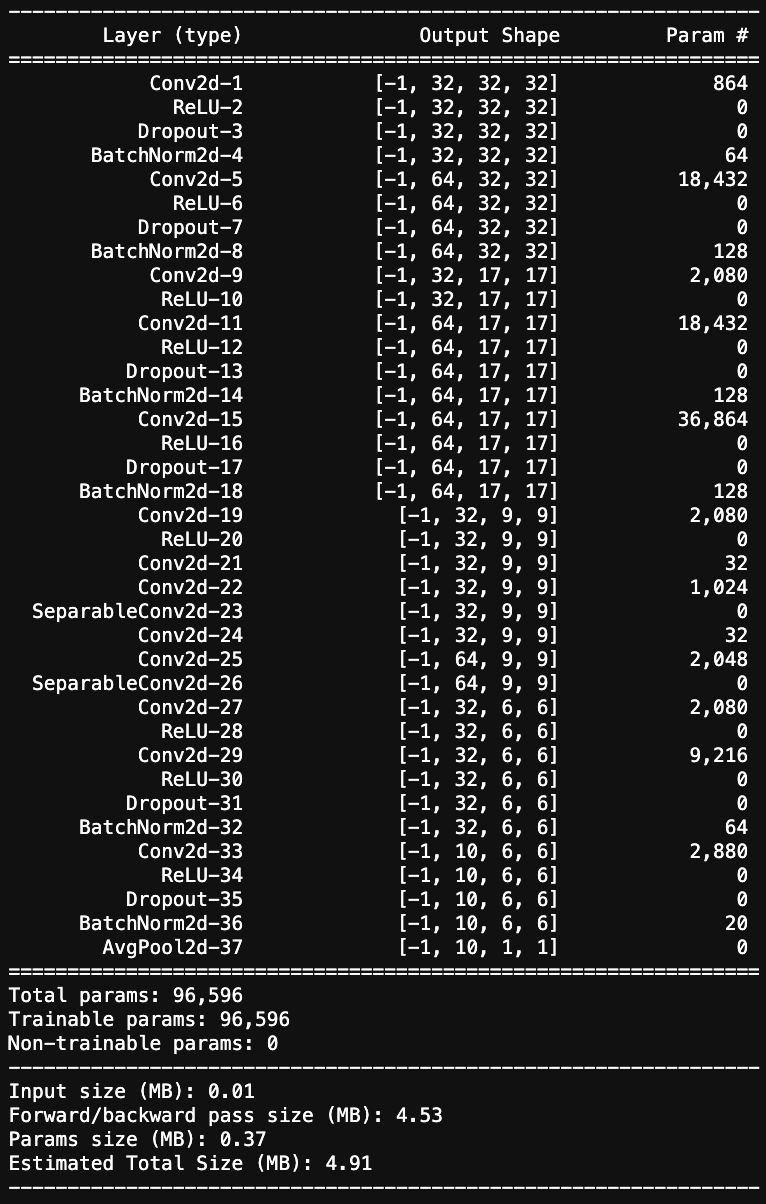 ----------------------------------------------------------------
        Layer (type)               Output Shape         Param #
================================================================
            Conv2d-1           [-1, 32, 32, 32]             864
              ReLU-2           [-1, 32, 32, 32]               0
           Dropout-3           [-1, 32, 32, 32]               0
       BatchNorm2d-4           [-1, 32, 32, 32]              64
            Conv2d-5           [-1, 64, 32, 32]          18,432
              ReLU-6           [-1, 64, 32, 32]               0
           Dropout-7           [-1, 64, 32, 32]               0
       BatchNorm2d-8           [-1, 64, 32, 32]             128
            Conv2d-9           [-1, 32, 17, 17]           2,080
             ReLU-10           [-1, 32, 17, 17]               0
           Conv2d-11           [-1, 64, 17, 17]          18,432
             ReLU-12           [-1, 64, 17, 17]               0
          Dropout-13           [-1, 64, 17, 17]               0
      BatchNorm2d-14           [-1, 64, 17, 17]             128
           Conv2d-15           [-1, 64, 17, 17]          36,864
             ReLU-16           [-1, 64, 17, 17]               0
          Dropout-17           [-1, 64, 17, 17]               0
      BatchNorm2d-18           [-1, 64, 17, 17]             128
           Conv2d-19             [-1, 32, 9, 9]           2,080
             ReLU-20             [-1, 32, 9, 9]               0
           Conv2d-21             [-1, 32, 9, 9]              32
           Conv2d-22             [-1, 32, 9, 9]           1,024
  SeparableConv2d-23             [-1, 32, 9, 9]               0
           Conv2d-24             [-1, 32, 9, 9]              32
           Conv2d-25             [-1, 64, 9, 9]           2,048
  SeparableConv2d-26             [-1, 64, 9, 9]               0
           Conv2d-27             [-1, 32, 6, 6]           2,080
             ReLU-28             [-1, 32, 6, 6]               0
           Conv2d-29             [-1, 32, 6, 6]           9,216
             ReLU-30             [-1, 32, 6, 6]               0
          Dropout-31             [-1, 32, 6, 6]               0
      BatchNorm2d-32             [-1, 32, 6, 6]              64
           Conv2d-33             [-1, 10, 6, 6]           2,880
             ReLU-34             [-1, 10, 6, 6]               0
          Dropout-35             [-1, 10, 6, 6]               0
      BatchNorm2d-36             [-1, 10, 6, 6]              20
        AvgPool2d-37             [-1, 10, 1, 1]               0
================================================================
Total params: 96,596
Trainable params: 96,596
Non-trainable params: 0
----------------------------------------------------------------
Input size (MB): 0.01
Forward/backward pass size (MB): 4.53
Params size (MB): 0.37
Estimated Total Size (MB): 4.91
----------------------------------------------------------------